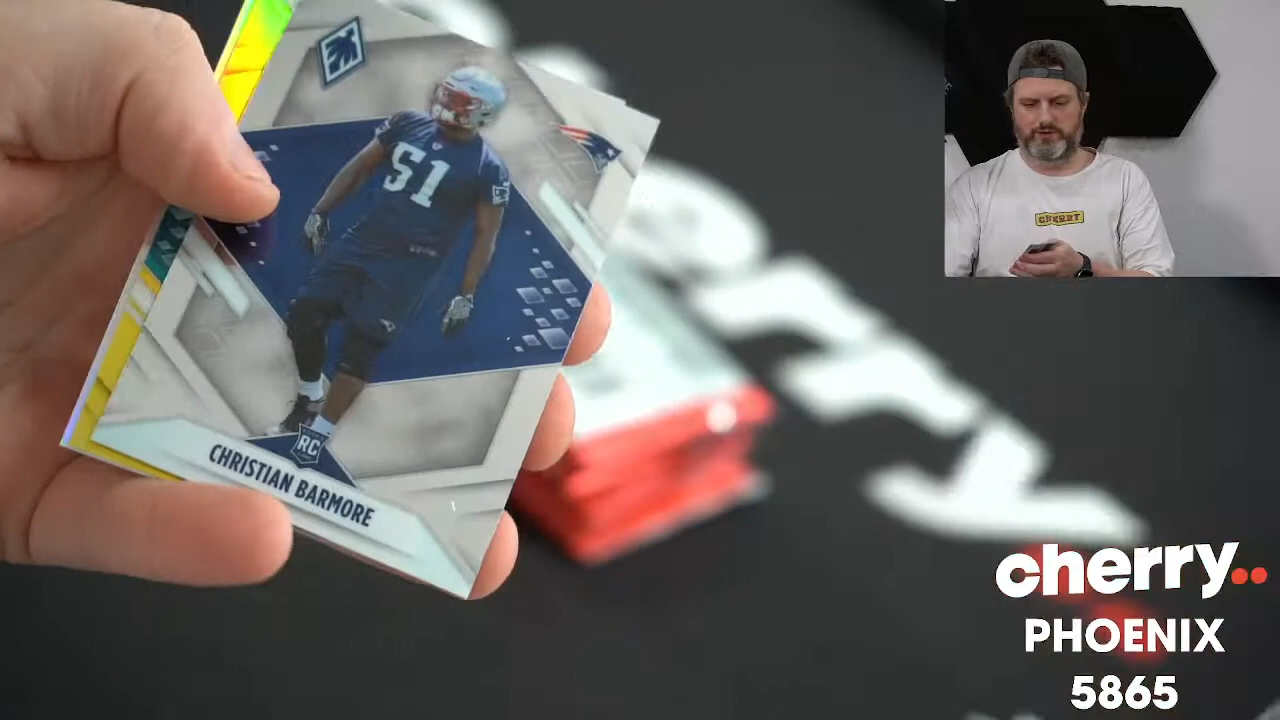 51
RC
CHRISTIAN BARMORE
CHERRY
cherry..
PHOENIX
5865